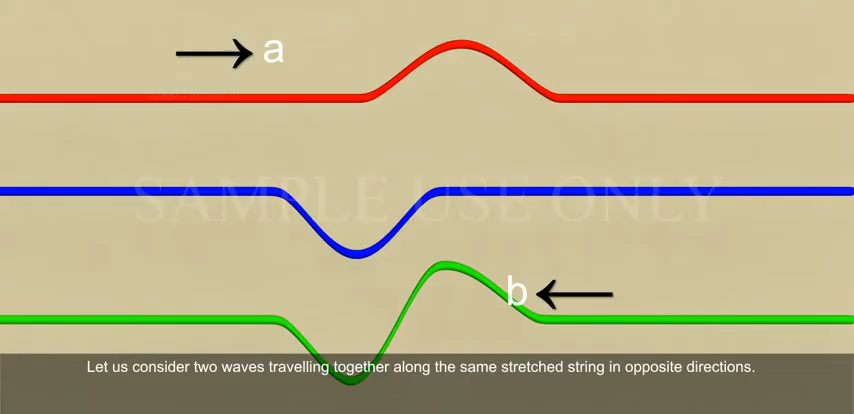 a
SAMPLE USE ONLY
b
Let us consider two waves travelling together along the same stretched string in opposite directions.